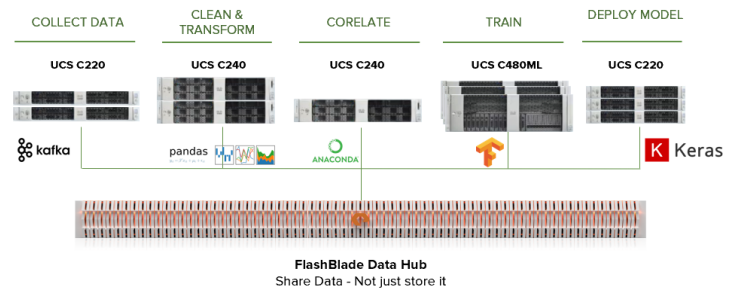 COLLECT DATA
CLEAN &
TRANSFORM
CORELATE
TRAIN
DEPLOY MODEL
UCS C220
UCS C240
UCS C240
UCS C480ML
UCS C220
kafka
pandas
ANACONDA
K Keras
FlashBlade Data Hub
Share Data - Not just store it